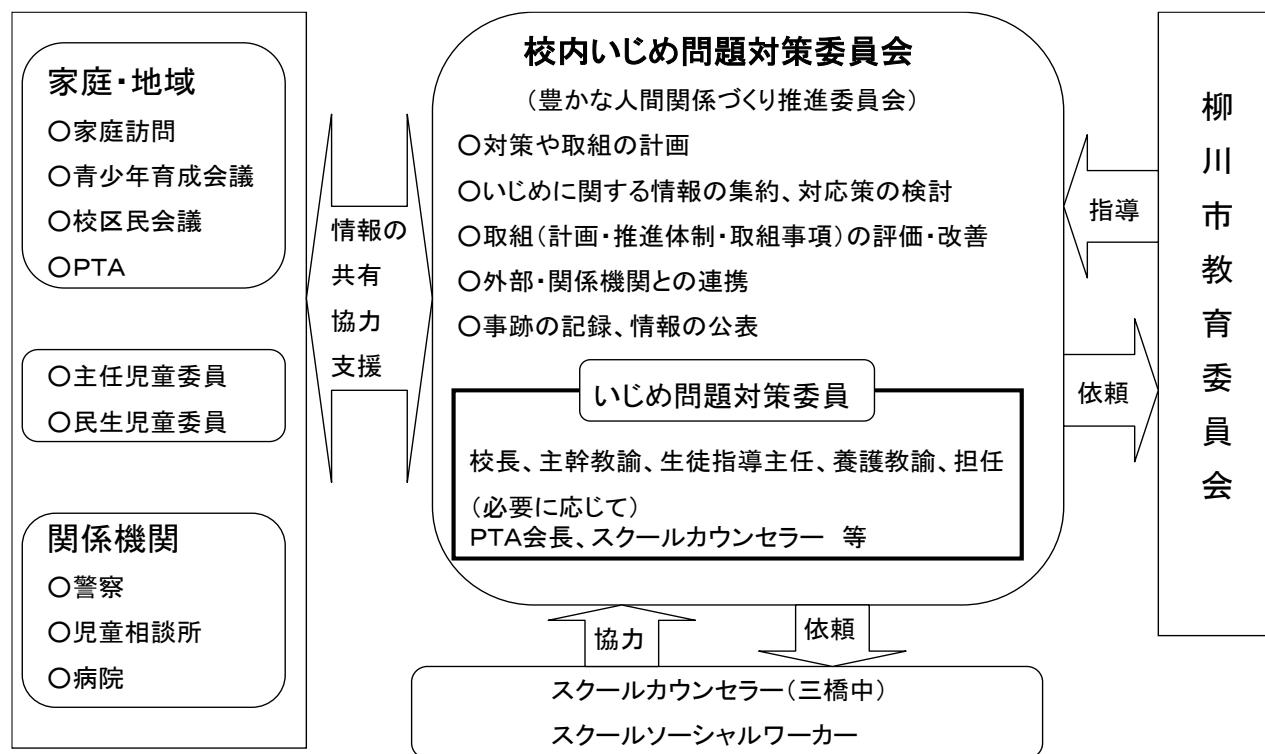 家庭・地域
○家庭訪問
○青少年育成会議
○校区民会議
○PTA
○主任児童委員
○民生児童委員
関係機関
○警察
○児童相談所
○病院
情報の
共有
協力
支援
校内いじめ問題対策委員会
（豊かな人間関係づくり推進委員会）
○対策や取組の計画
○いじめに関する情報の集約、対応策の検討
○取組（計画・推進体制・取組事項）の評価・改善
○外部・関係機関との連携
○事跡の記録、情報の公表
いじめ問題対策委員
校長、主幹教諭、生徒指導主任、養護教諭、担任
（必要に応じて）
PTA会長、スクールカウンセラー　等
協力
依頼
スクールカウンセラー（三橋中）
スクールソーシャルワーカー
指導
依頼
柳川市教育委員会